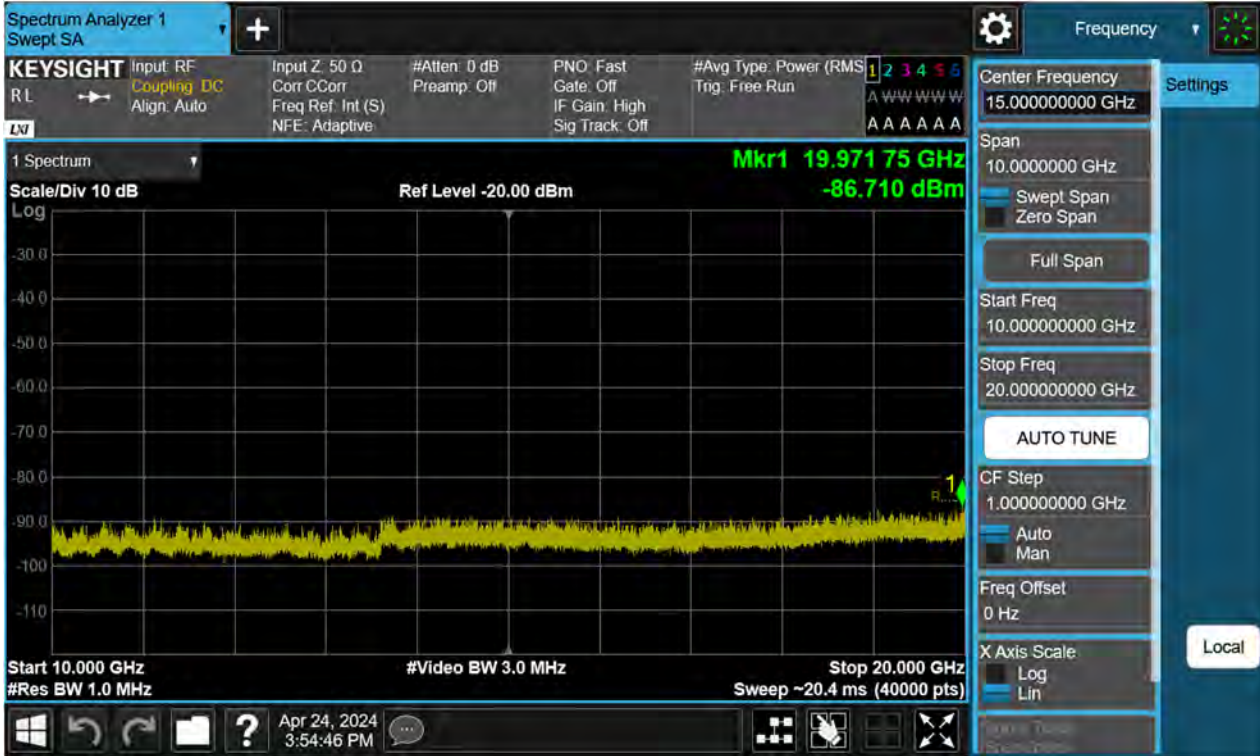 Spectrum Analyzer 1
Swept SA
+
Frequency
KEYSIGHT
RL
LXI
Input: RF
Coupling: DC
Align: Auto
Input Z: 50 Ω
Corr CCorr
Freq Ref: Int (S)
NFE: Adaptive
#Atten: 0 dB
Preamp: Off
PNO: Fast
Gate: Off
IF Gain: High
Sig Track: Off
#Avg Type: Power (RMS
Trig: Free Run
1 2 3 4 5 6
A W W W W W
A A A A A A
1 Spectrum
Scale/Div 10 dB
Ref Level -20.00 dBm
Mkr1 19.971 75 GHz
-86.710 dBm
Log
-30.0
-40.0
-50.0
-60.0
-70.0
-80.0
-90.0
-100
-110
1
Start 10.000 GHz
#Video BW 3.0 MHz
Stop 20.000 GHz
#Res BW 1.0 MHz
Sweep ~20.4 ms (40000 pts)
Center Frequency
15.000000000 GHz
Settings
Span
10.0000000 GHz
Swept Span
Zero Span
Full Span
Start Freq
10.000000000 GHz
Stop Freq
20.000000000 GHz
AUTO TUNE
CF Step
1.000000000 GHz
Auto
Man
Freq Offset
0 Hz
X Axis Scale
Log
Lin
Local
?
Apr 24, 2024
3:54:46 PM